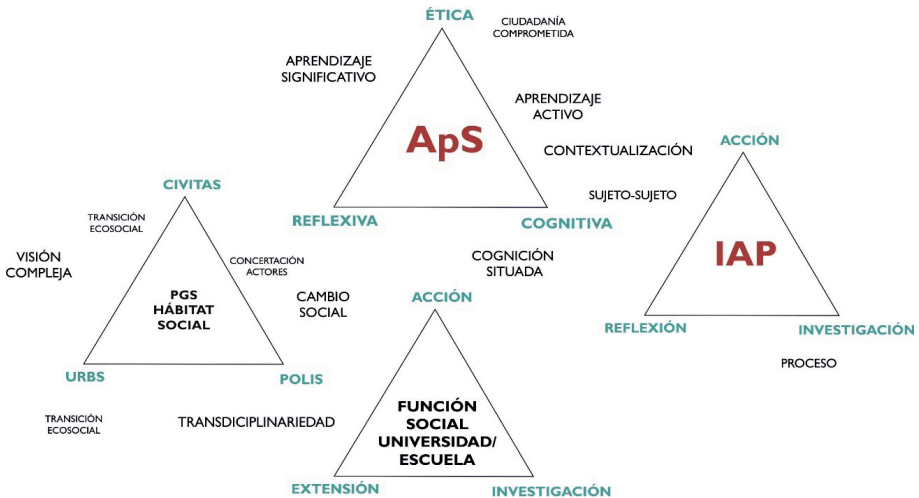 ÉTICA
CIUDADANÍA
COMPROMETIDA
APRENDIZAJE
SIGNIFICATIVO
APRENDIZAJE
ACTIVO
ApS
CONTEXTUALIZACIÓN
REFLEXIVA
COGNITIVA
SUJETO-SUJETO
ACCIÓN
IAP
REFLEXIÓN
INVESTIGACIÓN
PROCESO
CIVITAS
TRANSICIÓN
ECOSOCIAL
VISIÓN
COMPLEJA
CONCERTACIÓN
ACTORES
PGS
HÁBITAT
SOCIAL
CAMBIO
SOCIAL
URBS
POLIS
TRANSICIÓN
ECOSOCIAL
TRANSDICIPLINARIEDAD
COGNICIÓN
SITUADA
ACCIÓN
FUNCIÓN
SOCIAL
UNIVERSIDAD/
ESCUELA
EXTENSIÓN
INVESTIGACIÓN